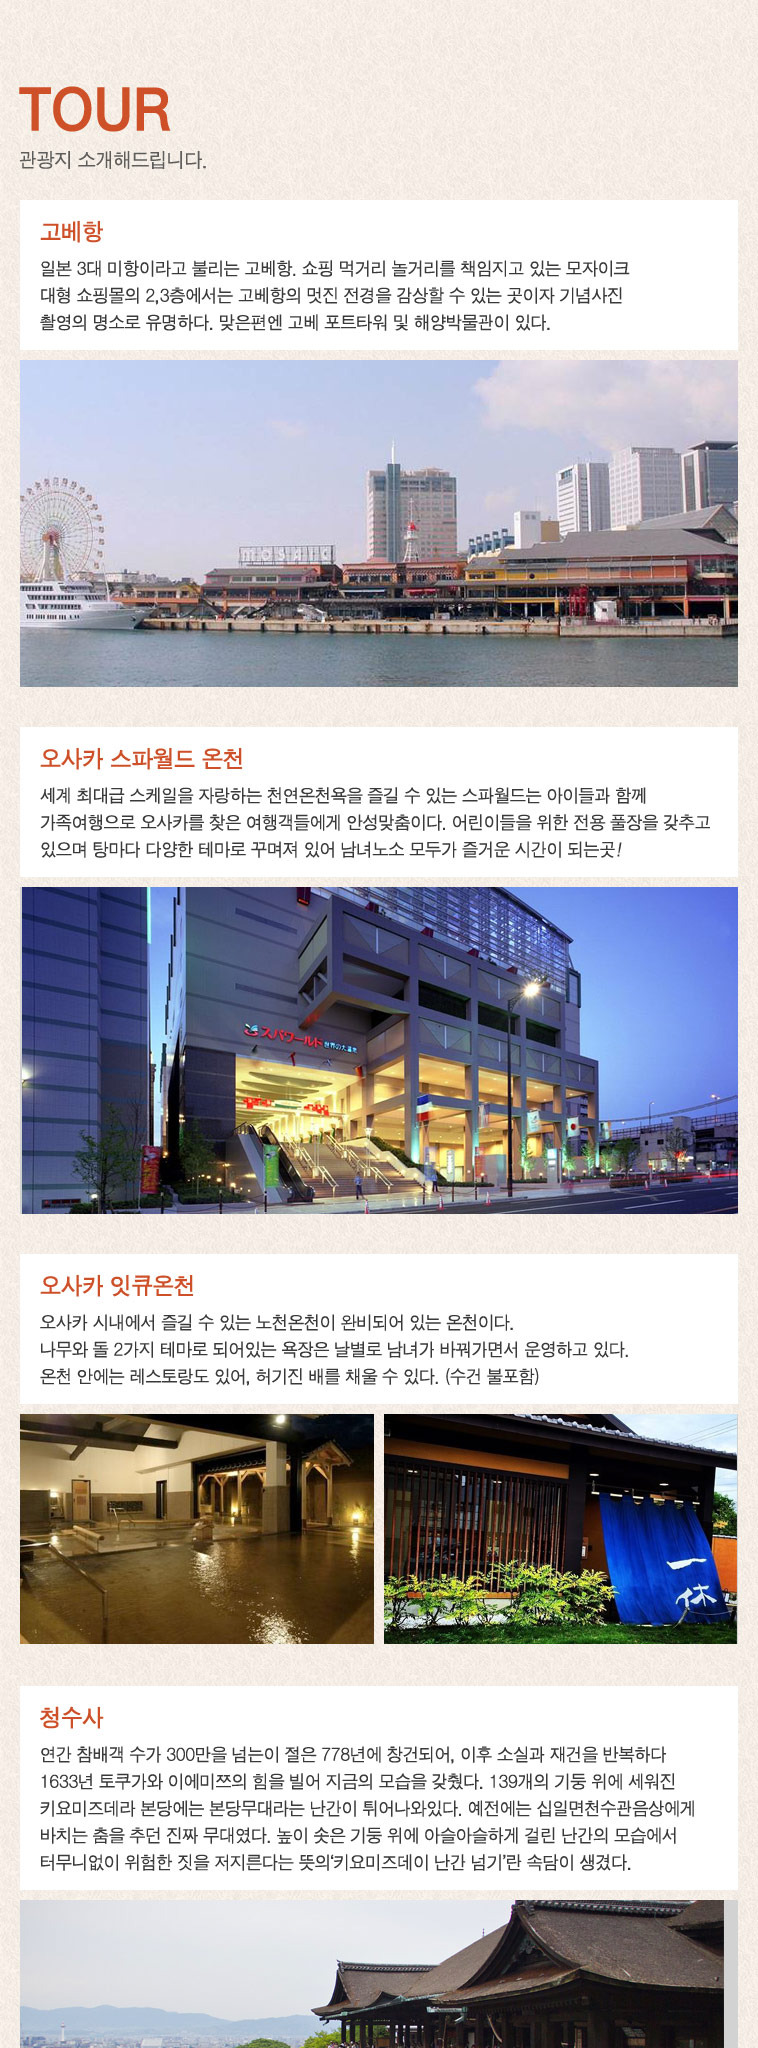 TOUR
관광지 소개해드립니다.
고베항
일본 3대 미항이라고 불리는 고베항. 쇼핑 먹거리 놀거리를 책임지고 있는 모자이크
대형 쇼핑몰의 2,3층에서는 고베항의 멋진 전경을 감상할 수 있는 곳이자 기념사진
촬영의 명소로 유명하다. 맞은편엔 고베 포트타워 및 해양박물관이 있다.
오사카 스파월드 온천
세계 최대급 스케일을 자랑하는 천연온천욕을 즐길 수 있는 스파월드는 아이들과 함께
가족여행으로 오사카를 찾은 여행객들에게 안성맞춤이다. 어린이들을 위한 전용 풀장을 갖추고
있으며 탕마다 다양한 테마로 꾸며져 있어 남녀노소 모두가 즐거운 시간이 되는곳!
スパワールド 世界の大温泉
오사카 잇큐온천
오사카 시내에서 즐길 수 있는 노천온천이 완비되어 있는 온천이다.
나무와 돌 2가지 테마로 되어있는 욕장은 날별로 남녀가 바꿔가면서 운영하고 있다.
온천 안에는 레스토랑도 있어, 허기진 배를 채울 수 있다. (수건 불포함)
一休
청수사
연간 참배객 수가 300만을 넘는이 절은 778년에 창건되어, 이후 소실과 재건을 반복하다
1633년 토쿠가와 이에미쯔의 힘을 빌어 지금의 모습을 갖췄다. 139개의 기둥 위에 세워진
키요미즈데라 본당에는 본당무대라는 난간이 튀어나와있다. 예전에는 십일면천수관음상에게
바치는 춤을 추던 진짜 무대였다. 높이 솟은 기둥 위에 아슬아슬하게 걸린 난간의 모습에서
터무니없이 위험한 짓을 저지른다는 뜻의‘키요미즈데이 난간 넘기’란 속담이 생겼다.